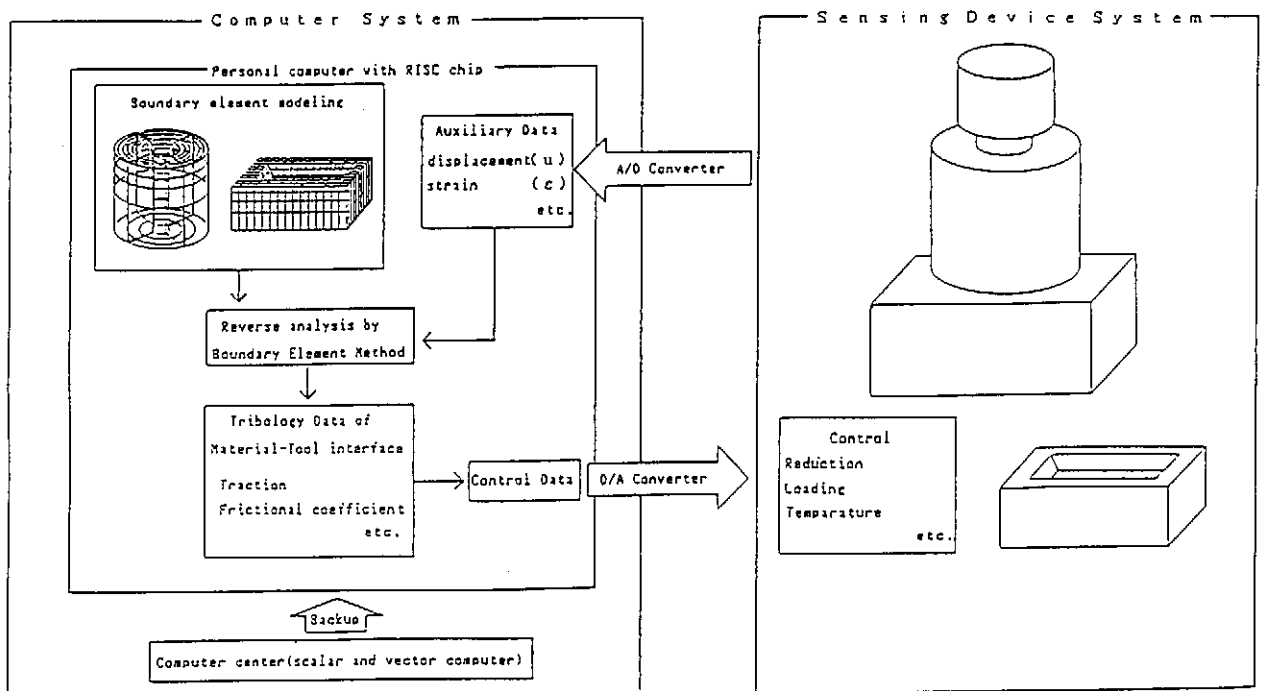 Computer System
Personal computer with RISC chip
Boundary element modeling
Auxiliary Data
displacement(u)
strain (ε)
etc.
A/D Converter
Reverse analysis by
Boundary Element Method
Tribology Data of
Material-Tool interface
Traction
Frictional coefficient
etc.
Control Data
D/A Converter
Backup
Computer center(scalar and vector computer)
Sensing Device System
Control
Reduction
Loading
Temparature
etc.